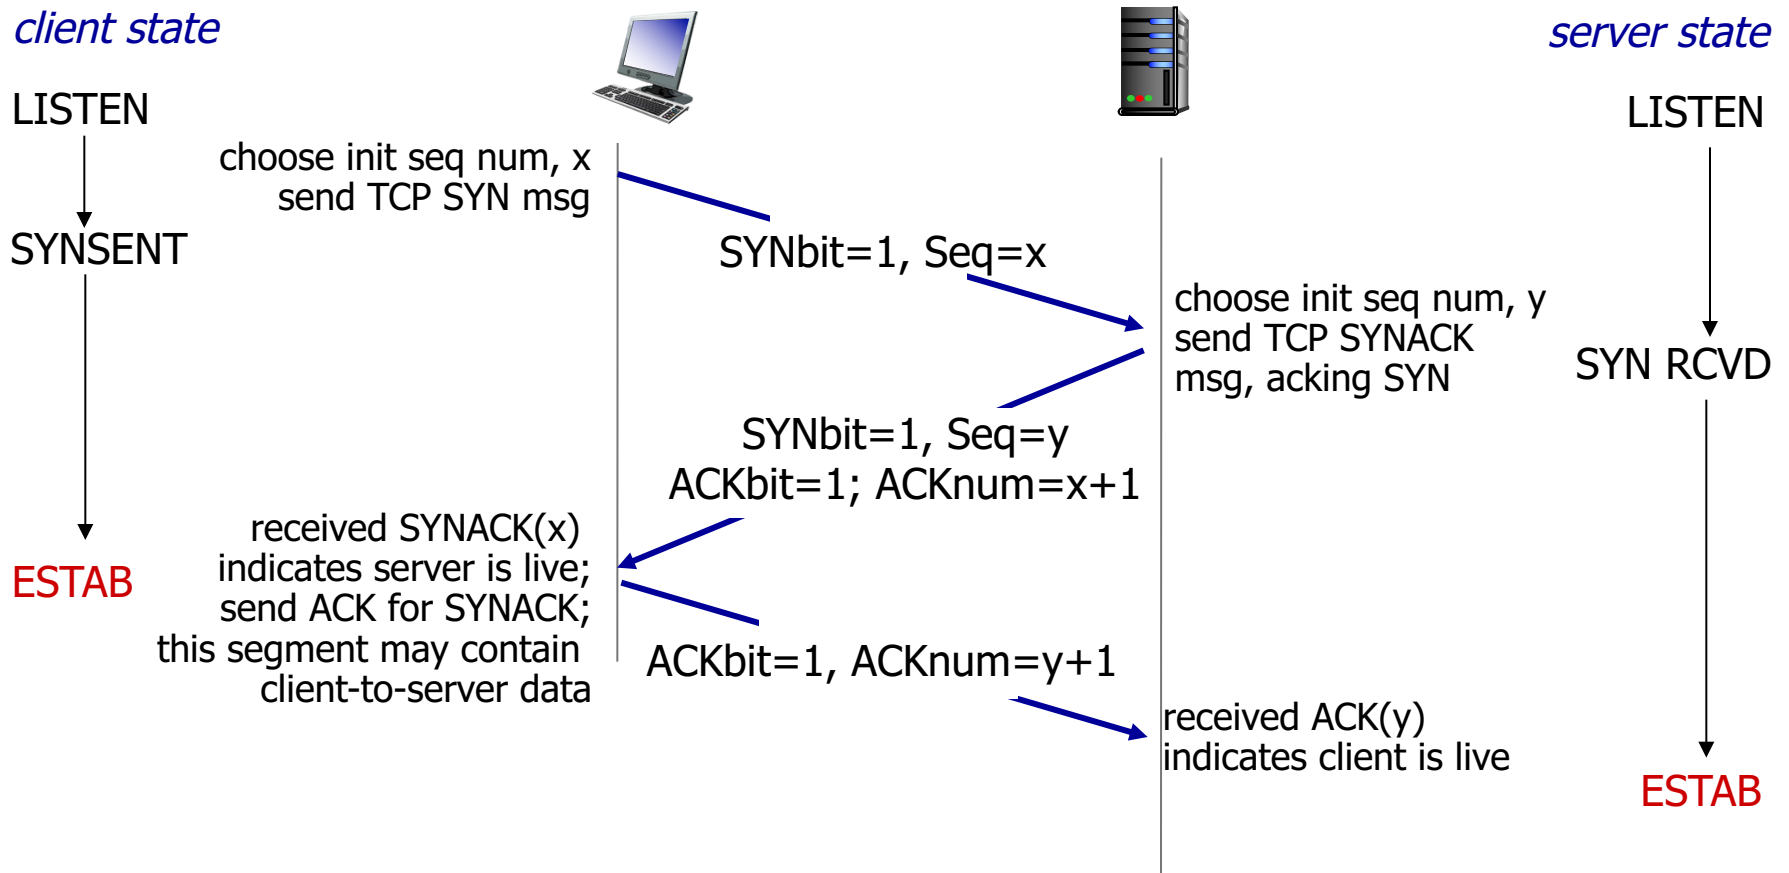 client state
server state
LISTEN
LISTEN
choose init seq num, x
send TCP SYN msg
SYNSENT
SYNbit=1, Seq=x
choose init seq num, y
send TCP SYNACK
msg, acking SYN
SYN RCVD
SYNbit=1, Seq=y
ACKbit=1; ACKnum=x+1
received SYNACK(x)
indicates server is live;
send ACK for SYNACK;
this segment may contain
client-to-server data
ESTAB
ACKbit=1, ACKnum=y+1
received ACK(y)
indicates client is live
ESTAB